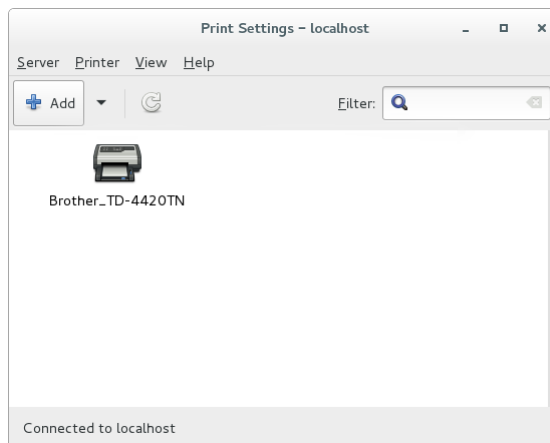 Print Settings – localhost
Server Printer View Help
Add Filter:
Brother_TD-4420TN
Connected to localhost